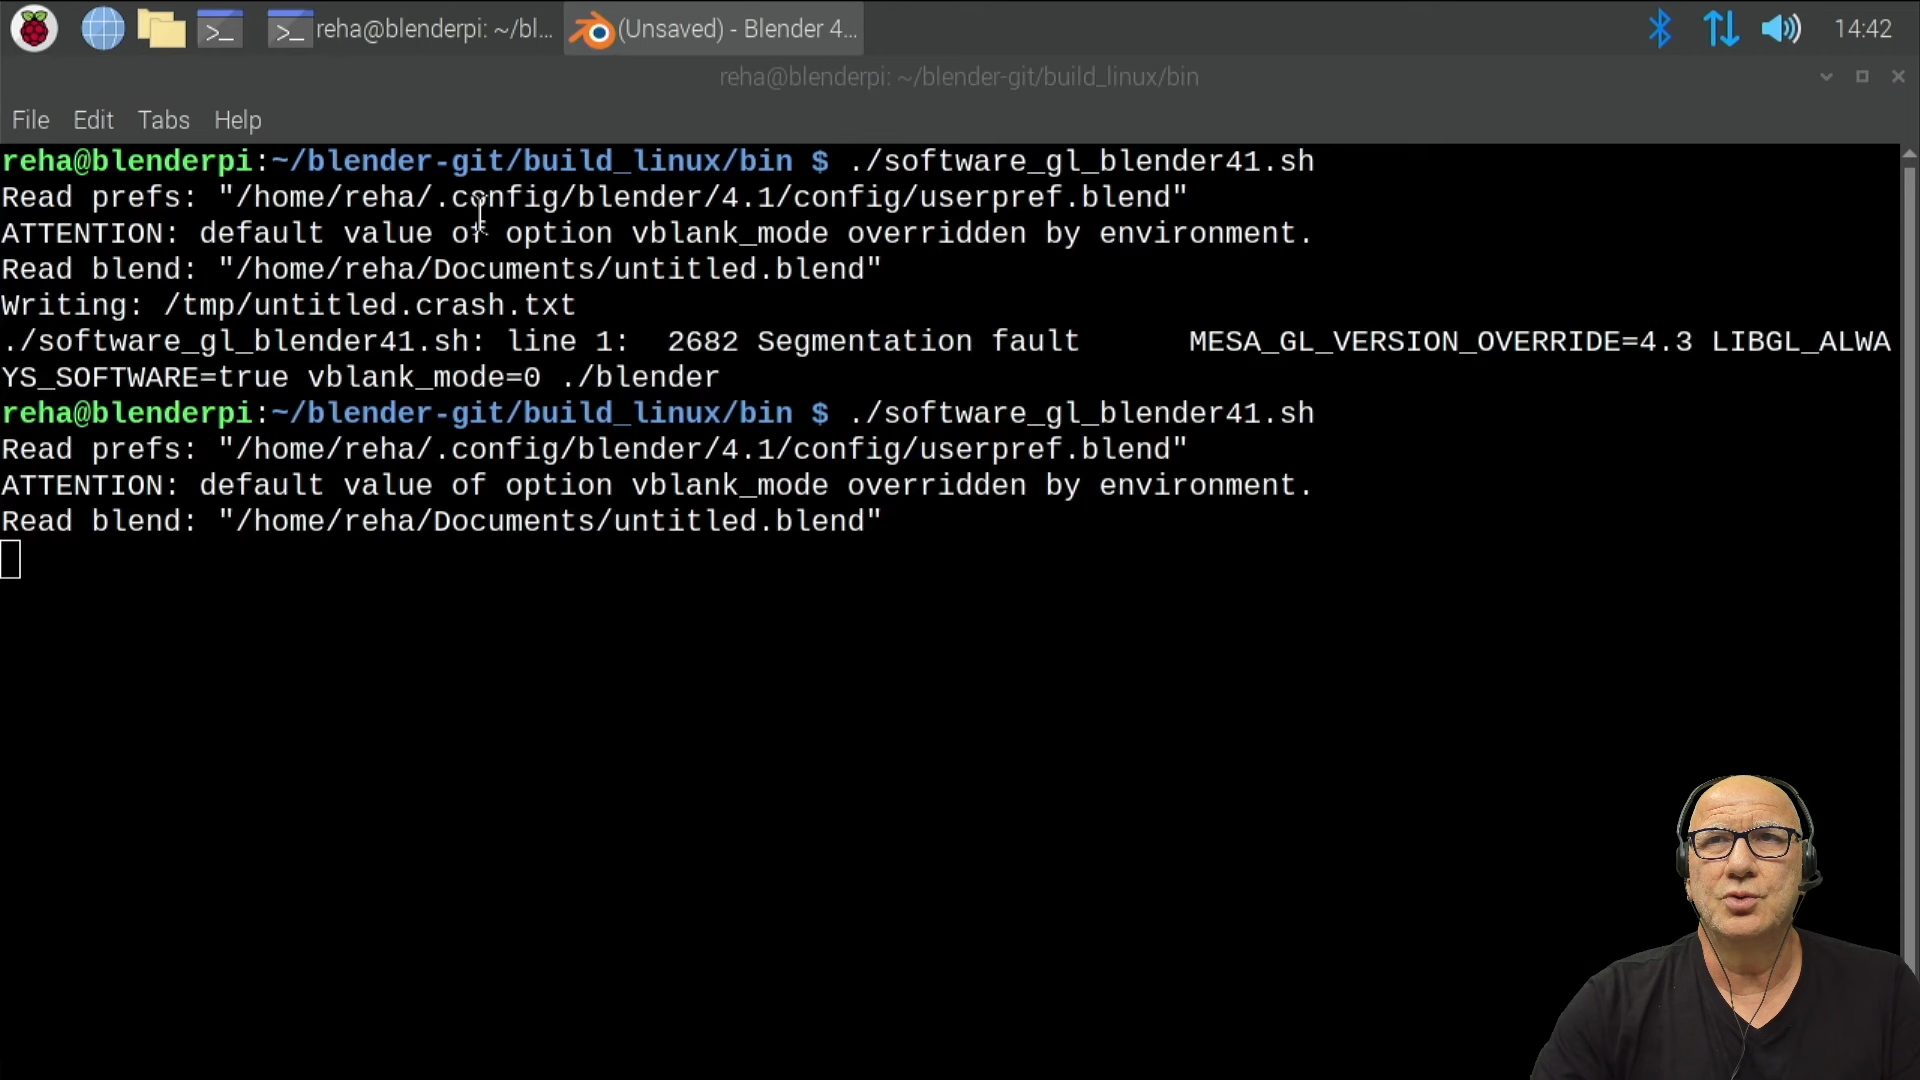 reha@blenderpi: ~/bl... (Unsaved) - Blender 4... 14:42
reha@blenderpi: ~/blender-git/build_linux/bin
File Edit Tabs Help
reha@blenderpi:~/blender-git/build_linux/bin $ ./software_gl_blender41.sh
Read prefs: "/home/reha/.config/blender/4.1/config/userpref.blend"
ATTENTION: default value of option vblank_mode overridden by environment.
Read blend: "/home/reha/Documents/untitled.blend"
Writing: /tmp/untitled.crash.txt
./software_gl_blender41.sh: line 1:  2682 Segmentation fault      MESA_GL_VERSION_OVERRIDE=4.3 LIBGL_ALWA
YS_SOFTWARE=true vblank_mode=0 ./blender
reha@blenderpi:~/blender-git/build_linux/bin $ ./software_gl_blender41.sh
Read prefs: "/home/reha/.config/blender/4.1/config/userpref.blend"
ATTENTION: default value of option vblank_mode overridden by environment.
Read blend: "/home/reha/Documents/untitled.blend"